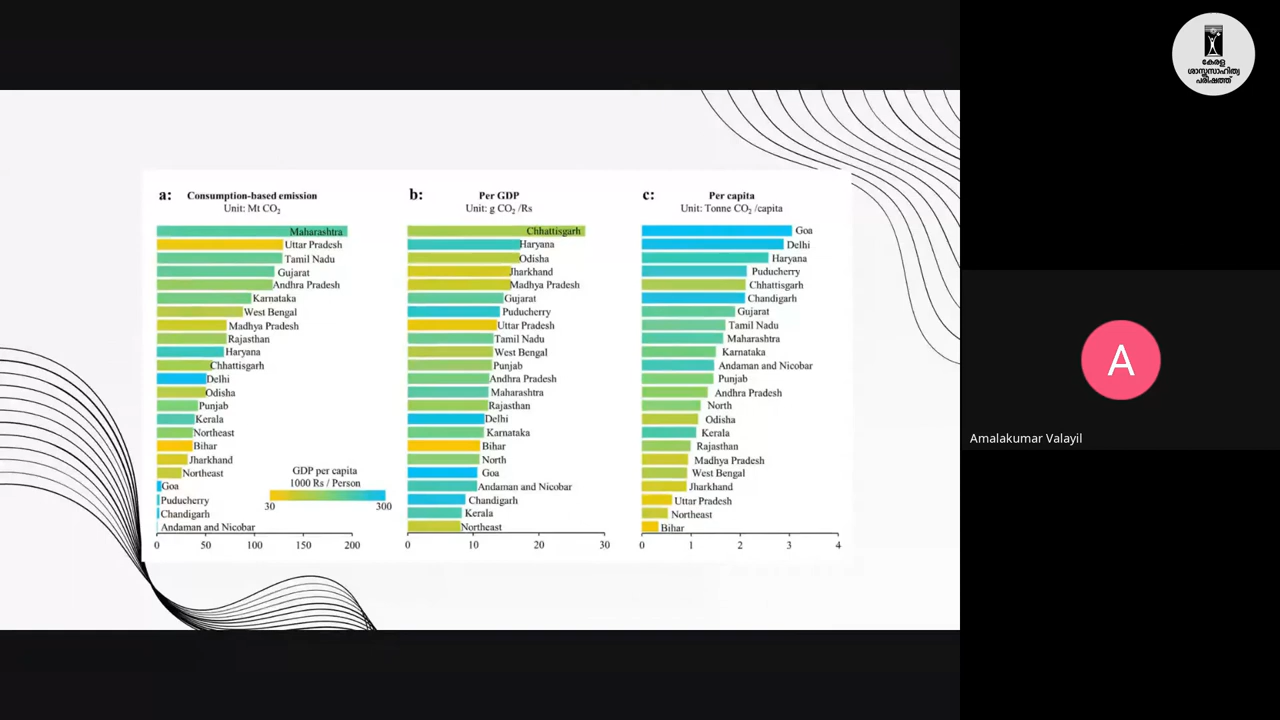 കേരള
ശാസ്ത്രസാഹിത്യ
പരിഷത്ത്
a: Consumption-based emission
Unit: Mt CO2
Maharashtra
Uttar Pradesh
Tamil Nadu
Gujarat
Andhra Pradesh
Karnataka
West Bengal
Madhya Pradesh
Rajasthan
Haryana
Chhattisgarh
Delhi
Odisha
Punjab
Kerala
Northeast
Bihar
Jharkhand
Northeast
Goa
Puducherry
Chandigarh
Andaman and Nicobar
0 50 100 150 200
GDP per capita
1000 Rs / Person
30 300
b: Per GDP
Unit: g CO2 /Rs
Chhattisgarh
Haryana
Odisha
Jharkhand
Madhya Pradesh
Gujarat
Puducherry
Uttar Pradesh
Tamil Nadu
West Bengal
Punjab
Andhra Pradesh
Maharashtra
Rajasthan
Delhi
Karnataka
Bihar
North
Goa
Andaman and Nicobar
Chandigarh
Kerala
Northeast
0 10 20 30
c: Per capita
Unit: Tonne CO2 /capita
Goa
Delhi
Haryana
Puducherry
Chhattisgarh
Chandigarh
Gujarat
Tamil Nadu
Maharashtra
Karnataka
Andaman and Nicobar
Punjab
Andhra Pradesh
North
Odisha
Kerala
Rajasthan
Madhya Pradesh
West Bengal
Jharkhand
Uttar Pradesh
Northeast
Bihar
0 1 2 3 4
A
Amalakumar Valayil